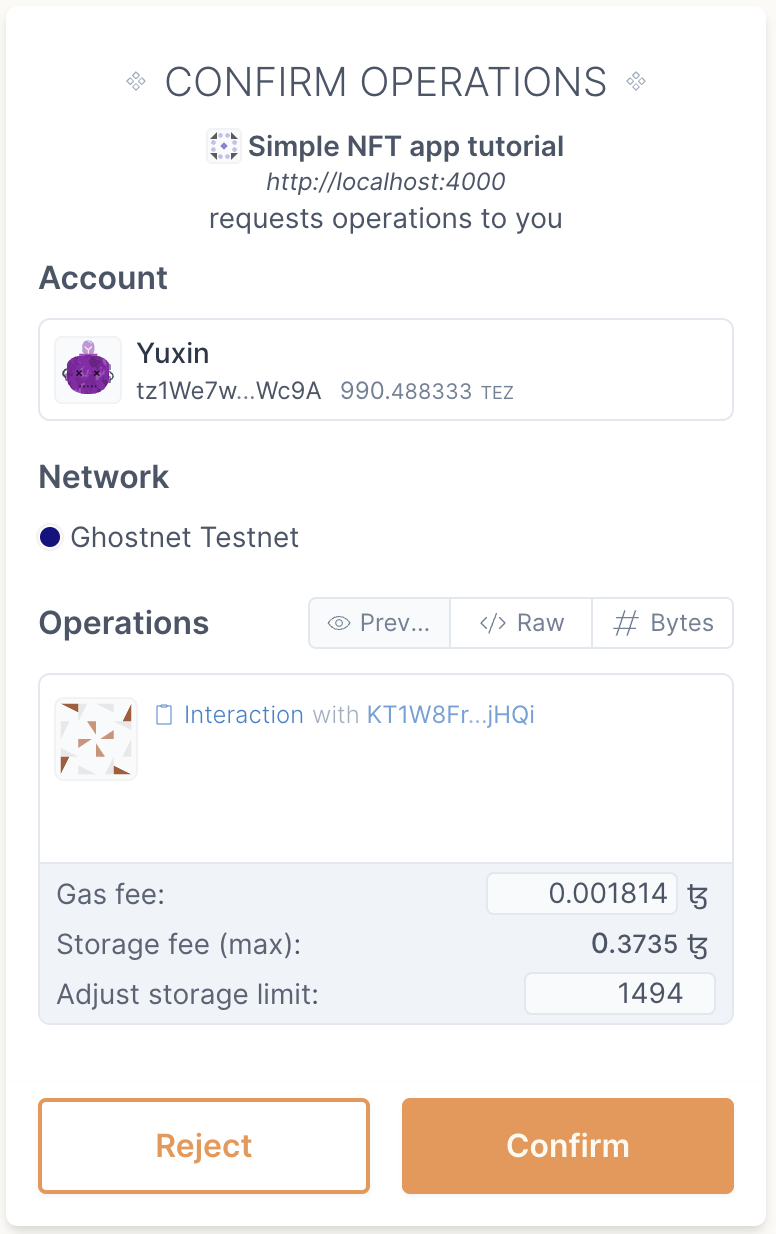 CONFIRM OPERATIONS
Simple NFT app tutorial
http://localhost:4000
requests operations to you
Account
Yuxin
tz1We7w...Wc9A 990.488333 TEZ
Network
Ghostnet Testnet
Operations Prev... </> Raw # Bytes
Interaction with KT1W8Fr...jHQi
Gas fee: 0.001814 ꜩ
Storage fee (max): 0.3735 ꜩ
Adjust storage limit: 1494
Reject Confirm